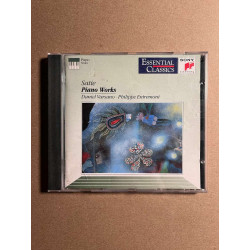 ESSENTIAL
CLASSICS
SONY
Satie
Piano Works
Daniel Varsano · Philippe Entremont